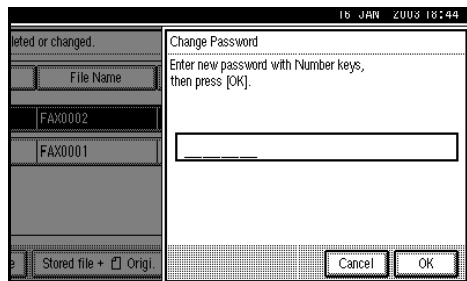 16 JAN 2003 18:44
leted or changed.
Change Password
Enter new password with Number keys,
then press [OK].
File Name
FAX0002
FAX0001
Stored file + Origi.
Cancel
OK